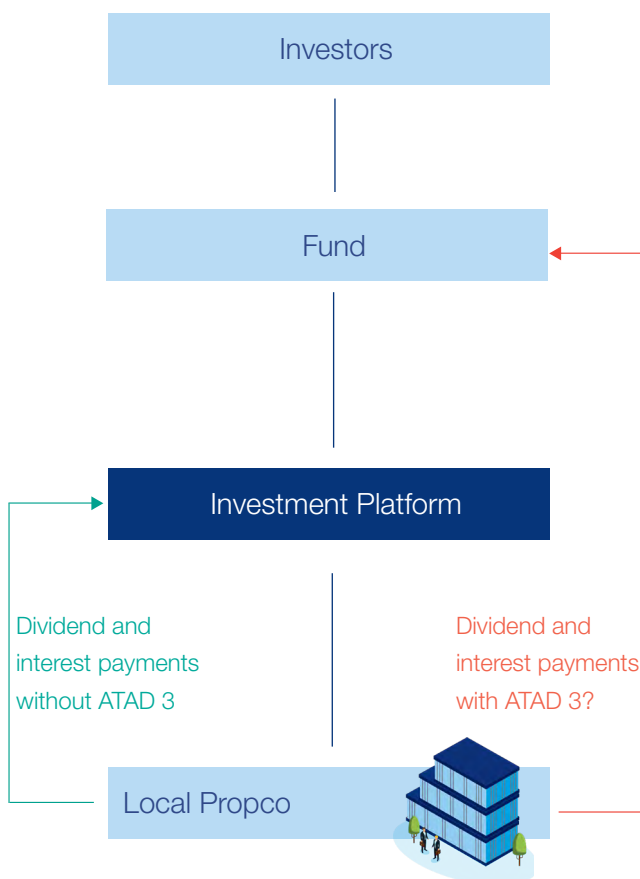 Investors
Fund
Investment Platform
Dividend and
interest payments
without ATAD 3
Dividend and
interest payments
with ATAD 3?
Local Propco